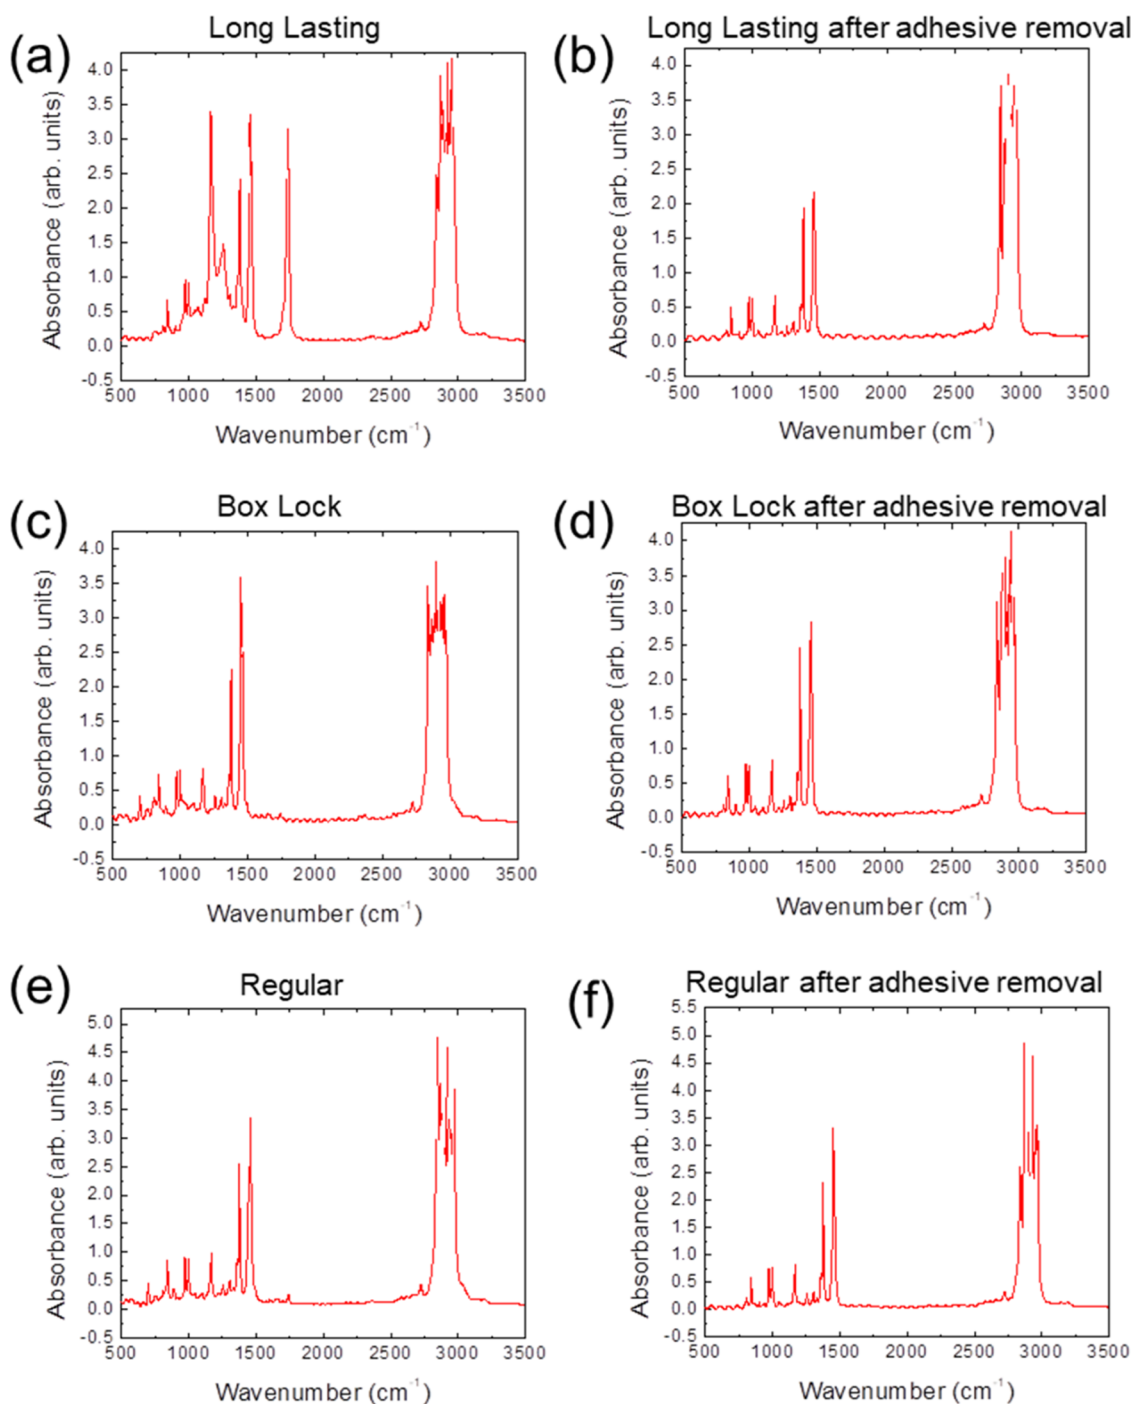 (a)
Long Lasting
4.0
3.5
3.0
2.5
2.0
1.5
1.0
0.5
0.0
-0.5
Absorbance (arb. units)
500 1000 1500 2000 2500 3000 3500
Wavenumber (cm⁻¹)
(b)
Long Lasting after adhesive removal
4.0
3.5
3.0
2.5
2.0
1.5
1.0
0.5
0.0
-0.5
Absorbance (arb. units)
500 1000 1500 2000 2500 3000 3500
Wavenumber (cm⁻¹)
(c)
Box Lock
4.0
3.5
3.0
2.5
2.0
1.5
1.0
0.5
0.0
-0.5
Absorbance (arb. units)
500 1000 1500 2000 2500 3000 3500
Wavenumber (cm⁻¹)
(d)
Box Lock after adhesive removal
4.0
3.5
3.0
2.5
2.0
1.5
1.0
0.5
0.0
-0.5
Absorbance (arb. units)
500 1000 1500 2000 2500 3000 3500
Wavenumber (cm⁻¹)
(e)
Regular
5.0
4.5
4.0
3.5
3.0
2.5
2.0
1.5
1.0
0.5
0.0
-0.5
Absorbance (arb. units)
500 1000 1500 2000 2500 3000 3500
Wavenumber (cm⁻¹)
(f)
Regular after adhesive removal
5.5
5.0
4.5
4.0
3.5
3.0
2.5
2.0
1.5
1.0
0.5
0.0
-0.5
Absorbance (arb. units)
500 1000 1500 2000 2500 3000 3500
Wavenumber (cm⁻¹)